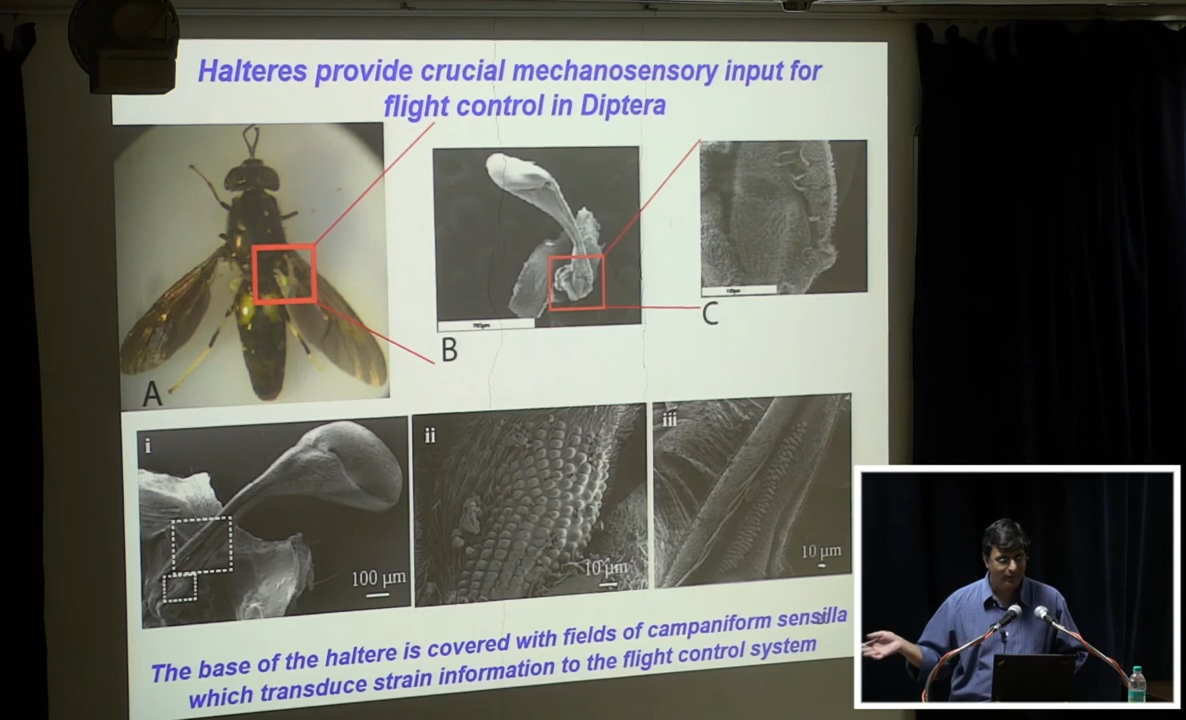 Halteres provide crucial mechanosensory input for
flight control in Diptera
A
B
C
i
ii
iii
100 µm
10 µm
10 µm
The base of the haltere is covered with fields of campaniform sensilla
which transduce strain information to the flight control system